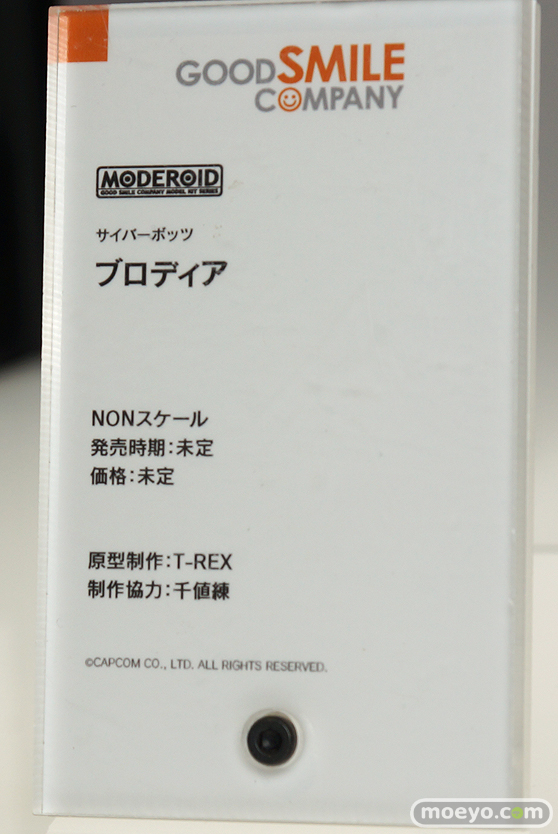 GOODSMILE
COMPANY
MODEROID
GOOD SMILE COMPANY MODEL KIT SERIES
サイバーボッツ
ブロディア
NONスケール
発売時期:未定
価格:未定
原型制作:T-REX
制作協力:千値練
©CAPCOM CO., LTD. ALL RIGHTS RESERVED.
moeyo.com